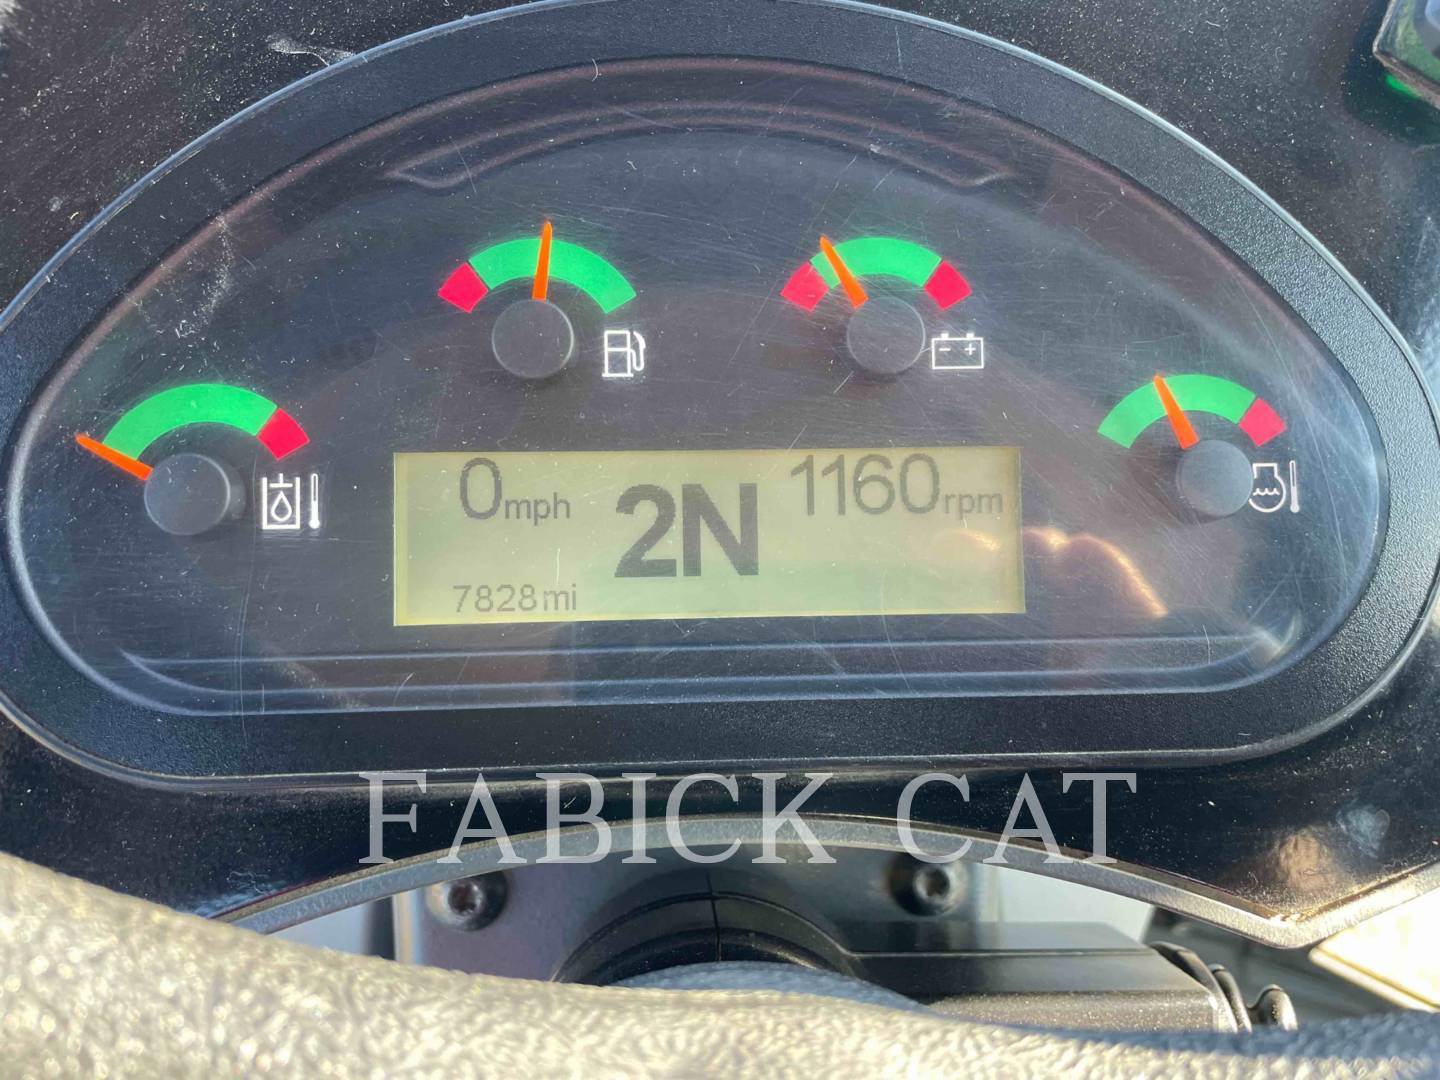 0mph 2N 1160rpm
7828mi
FABICK CAT